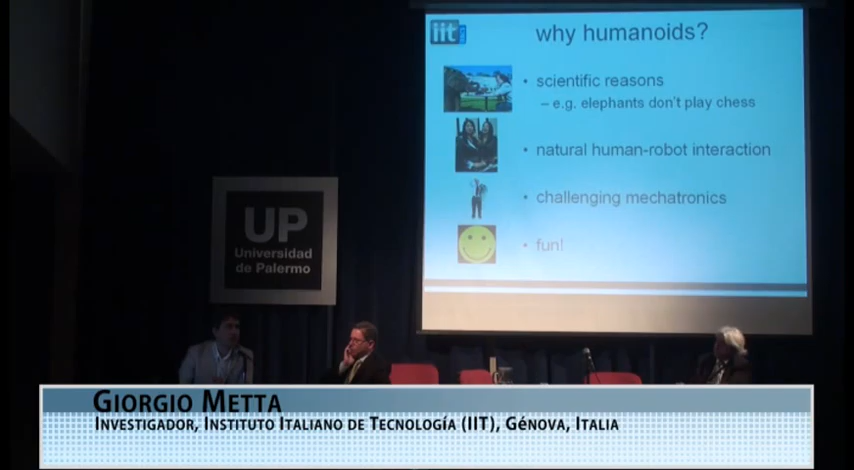 iit
why humanoids?
• scientific reasons
– e.g. elephants don't play chess
• natural human-robot interaction
• challenging mechatronics
• fun!
UP
Universidad
de Palermo
GIORGIO METTA
INVESTIGADOR, INSTITUTO ITALIANO DE TECNOLOGÍA (IIT), GÉNOVA, ITALIA